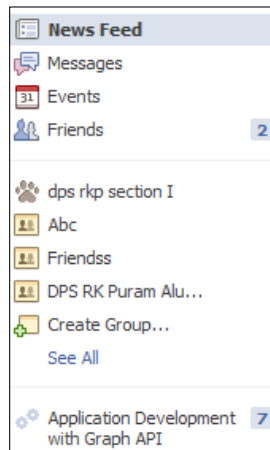 News Feed
Messages
31 Events
Friends 2
dps rkp section I
Abc
Friendss
DPS RK Puram Alu...
Create Group...
See All
Application Development 7
with Graph API